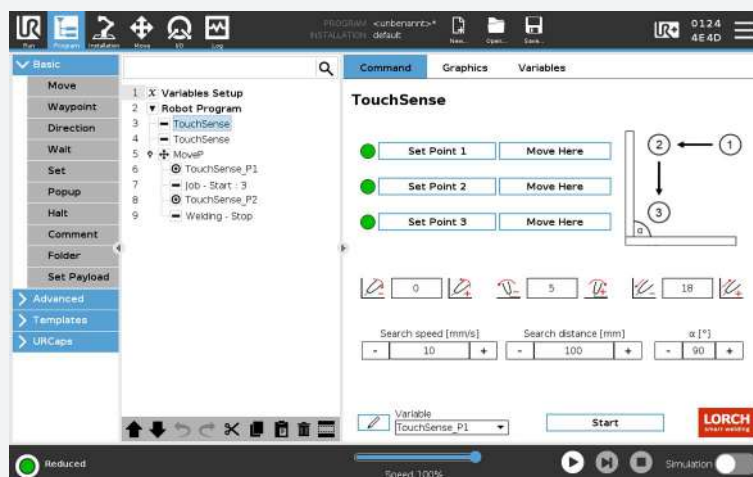 UR
PROGRAM <unbenannt>*
INSTALLATION default
UR+
0124
4E4D
Run
Program
Installation
Move
I/O
Log
New...
Open...
Save...
Basic
Move
Waypoint
Direction
Wait
Set
Popup
Halt
Comment
Folder
Set Payload
Advanced
Templates
URCaps
1 X Variables Setup
2 Robot Program
3 TouchSense
4 TouchSense
5 MoveP
6 TouchSense_P1
7 Job - Start : 3
8 TouchSense_P2
9 Welding - Stop
Command Graphics Variables
TouchSense
Set Point 1 Move Here
Set Point 2 Move Here
Set Point 3 Move Here
2 1
3
α
0 5 18
Search speed [mm/s] Search distance [mm] α [°]
- 10 + - 100 + - 90 +
Variable
TouchSense_P1
Start
LORCH
smart welding
Reduced
Speed 100%
Simulation